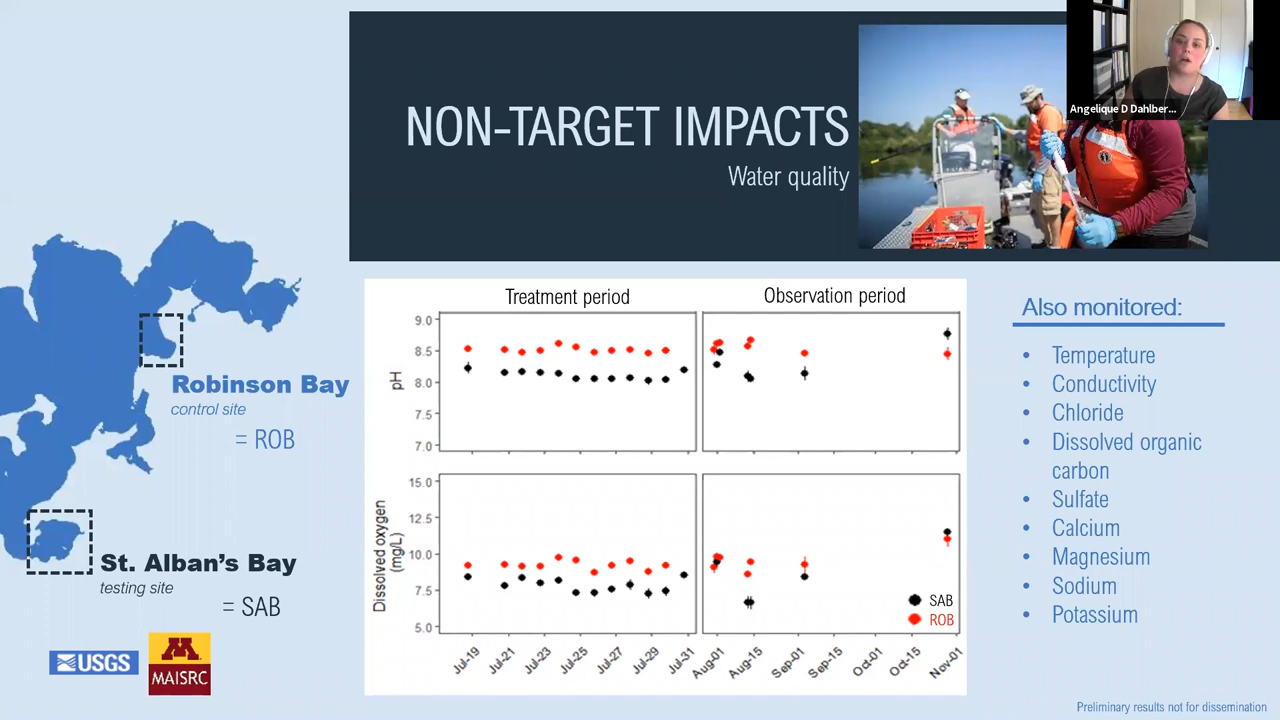 NON-TARGET IMPACTS
Water quality
Angelique D Dahlber...
Robinson Bay
control site
= ROB
St. Alban's Bay
testing site
= SAB
USGS
M
MAISRC
Treatment period
Observation period
pH
9.0
8.5
8.0
7.5
7.0
Dissolved oxygen
(mg/L)
15.0
12.5
10.0
7.5
5.0
SAB
ROB
Jul-19
Jul-21
Jul-23
Jul-25
Jul-27
Jul-29
Jul-31
Aug-01
Aug-15
Sep-01
Sep-15
Oct-01
Oct-15
Nov-01
Also monitored:
• Temperature
• Conductivity
• Chloride
• Dissolved organic
carbon
• Sulfate
• Calcium
• Magnesium
• Sodium
• Potassium
Preliminary results not for dissemination